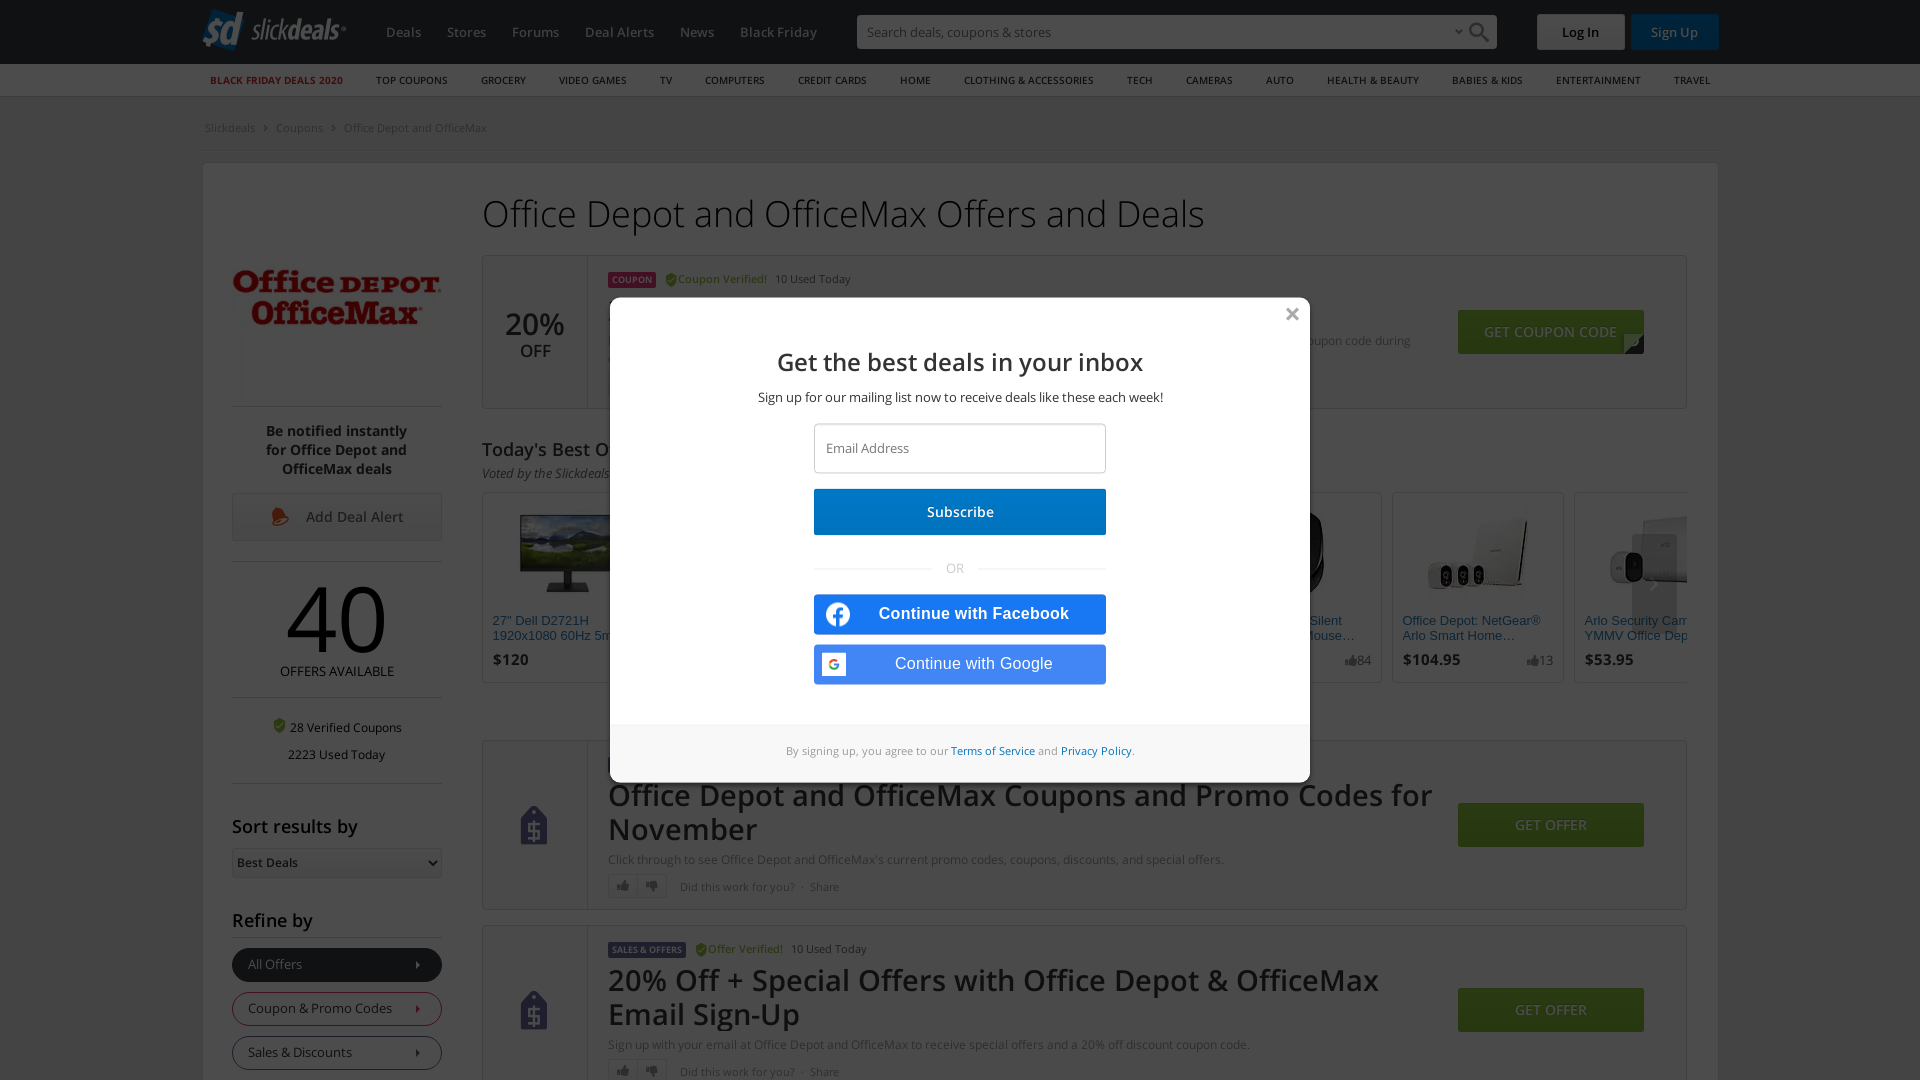 sd slickdeals
Deals Stores Forums Deal Alerts News Black Friday
Search deals, coupons & stores
Log In Sign Up
BLACK FRIDAY DEALS 2020 TOP COUPONS GROCERY VIDEO GAMES TV COMPUTERS CREDIT CARDS HOME CLOTHING & ACCESSORIES TECH CAMERAS AUTO HEALTH & BEAUTY BABIES & KIDS ENTERTAINMENT TRAVEL
Slickdeals Coupons Office Depot and OfficeMax
Office Depot and OfficeMax Offers and Deals
Office DEPOT.
OfficeMax
Be notified instantly
for Office Depot and
OfficeMax deals
Add Deal Alert
40
OFFERS AVAILABLE
28 Verified Coupons
2223 Used Today
Sort results by
Best Deals
Refine by
All Offers
Coupon & Promo Codes
Sales & Discounts
20%
OFF
COUPON Coupon Verified! 10 Used Today
oupon code during
GET COUPON CODE
Today's Best O
Voted by the Slickdeals
27" Dell D2721H
1920x1080 60Hz 5m
$120
Silent
ouse…
84
Office Depot: NetGear®
Arlo Smart Home…
$104.95 13
Arlo Security Cam
YMMV Office Dep
$53.95
Get the best deals in your inbox
Sign up for our mailing list now to receive deals like these each week!
Email Address
Subscribe
OR
Continue with Facebook
Continue with Google
By signing up, you agree to our Terms of Service and Privacy Policy.
Office Depot and OfficeMax Coupons and Promo Codes for
November
Click through to see Office Depot and OfficeMax's current promo codes, coupons, discounts, and special offers.
Did this work for you? · Share
GET OFFER
SALES & OFFERS Offer Verified! 10 Used Today
20% Off + Special Offers with Office Depot & OfficeMax
Email Sign-Up
Sign up with your email at Office Depot and OfficeMax to receive special offers and a 20% off discount coupon code.
Did this work for you? · Share
GET OFFER